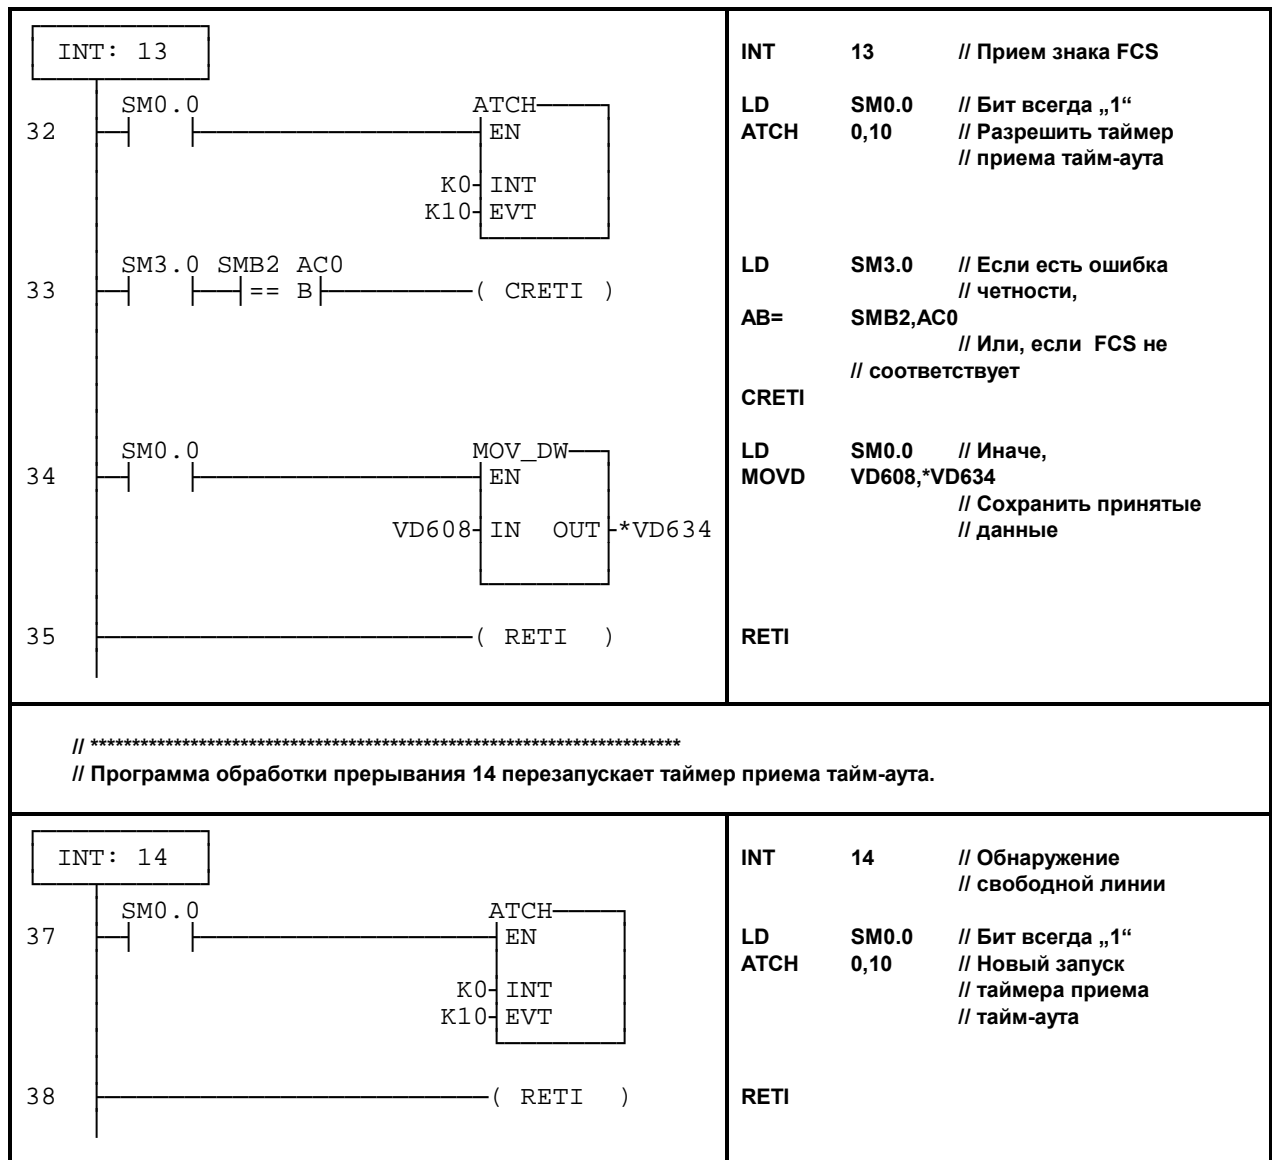 INT: 13
SM0.0 ATCH
32 EN
K0 INT
K10 EVT
SM3.0 SMB2 AC0
33 == B ( CRETI )
SM0.0 MOV_DW
34 EN
VD608 IN OUT *VD634
35 ( RETI )
INT 13 // Прием знака FCS
LD SM0.0 // Бит всегда „1“
ATCH 0,10 // Разрешить таймер
// приема тайм-аута
LD SM3.0 // Если есть ошибка
// четности,
AB= SMB2,AC0
// Или, если FCS не
// соответствует
CRETI
LD SM0.0 // Иначе,
MOVD VD608,*VD634
// Сохранить принятые
// данные
RETI
// ***********************************************************************
// Программа обработки прерывания 14 перезапускает таймер приема тайм-аута.
INT: 14
SM0.0 ATCH
37 EN
K0 INT
K10 EVT
38 ( RETI )
INT 14 // Обнаружение
// свободной линии
LD SM0.0 // Бит всегда „1“
ATCH 0,10 // Новый запуск
// таймера приема
// тайм-аута
RETI